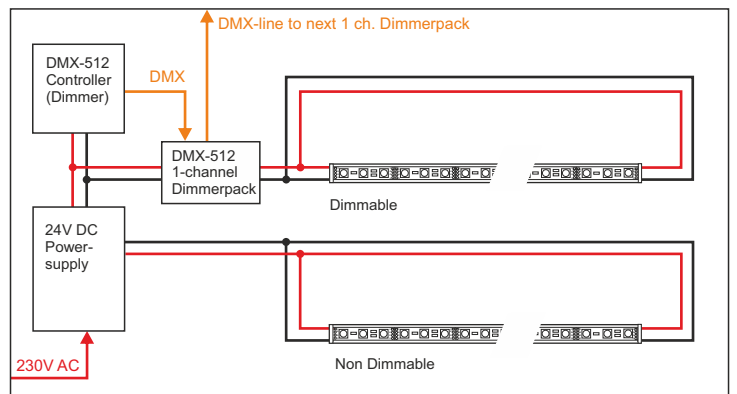 DMX-line to next 1 ch. Dimmerpack
DMX-512
Controller
(Dimmer)
DMX
DMX-512
1-channel
Dimmerpack
Dimmable
24V DC
Power-
supply
230V AC
Non Dimmable